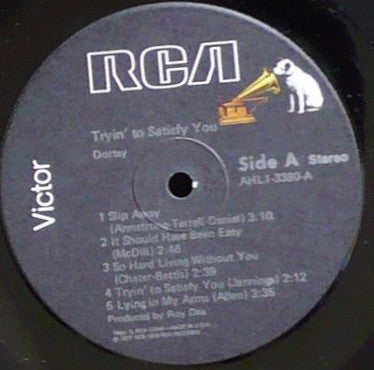 RCA
Victor
Tryin' to Satisfy You
Dottsy
Side A Stereo
AHL1-3380-A
1 Slip Away
(Armstrong-Terrell-Daniel) 3:10
2 It Should Have Been Easy
(McDill) 2:48
3 So Hard Living Without You
(Chater-Bettis) 2:39
4 Tryin' to Satisfy You (Jennings) 2:12
5 Lying in My Arms (Allen) 3:35
Produced by Roy Dea